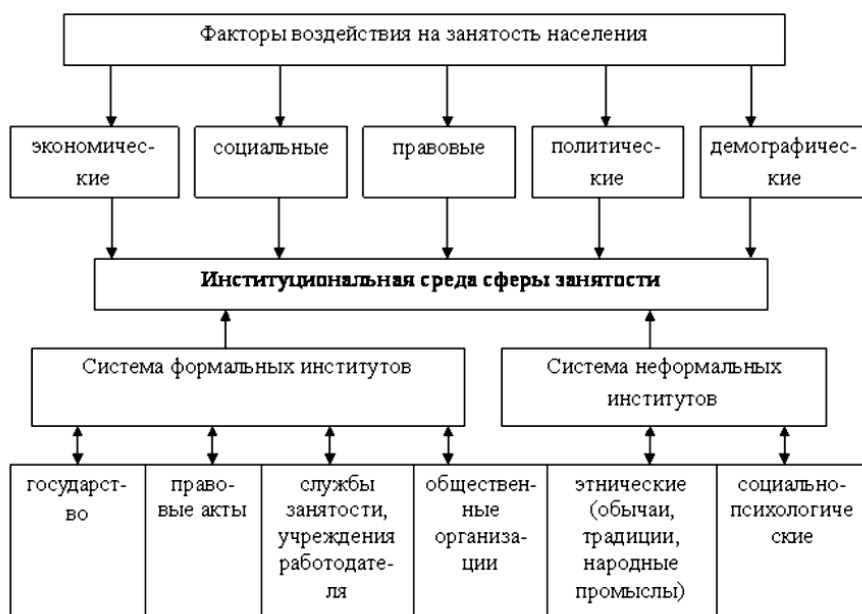 Факторы воздействия на занятость населения
экономичес-
кие
социальные
правовые
политичес-
кие
демографичес-
кие
Институциональная среда сферы занятости
Система формальных институтов
Система неформальных
институтов
государст-
во
право-
вые акты
службы
занятости,
учреждения
работодате-
ля
общественные
организа-
ции
этнические
(обычаи,
традиции,
народные
промыслы)
социально-
психологиче
ские